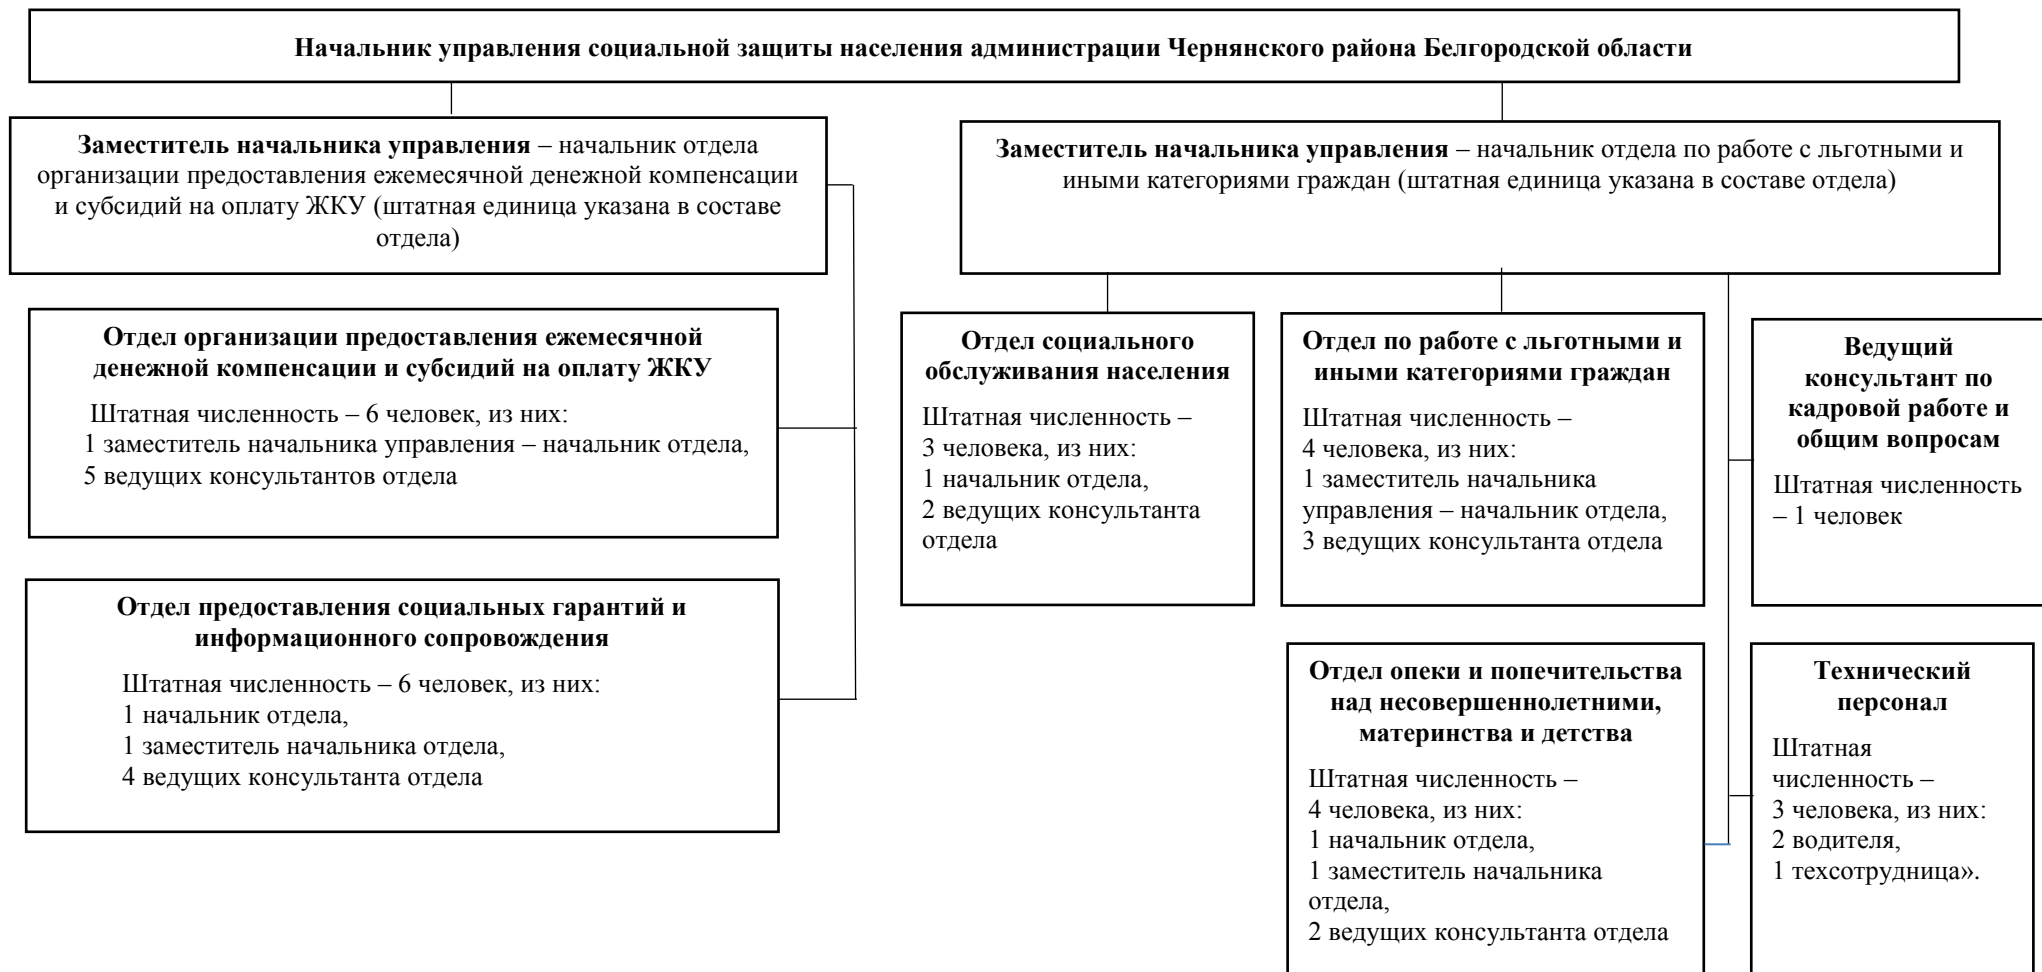 Начальник управления социальной защиты населения администрации Чернянского района Белгородской области
Заместитель начальника управления – начальник отдела
организации предоставления ежемесячной денежной компенсации
и субсидий на оплату ЖКУ (штатная единица указана в составе
отдела)
Заместитель начальника управления – начальник отдела по работе с льготными и
иными категориями граждан (штатная единица указана в составе отдела)
Отдел организации предоставления ежемесячной
денежной компенсации и субсидий на оплату ЖКУ
Штатная численность – 6 человек, из них:
1 заместитель начальника управления – начальник отдела,
5 ведущих консультантов отдела
Отдел предоставления социальных гарантий и
информационного сопровождения
Штатная численность – 6 человек, из них:
1 начальник отдела,
1 заместитель начальника отдела,
4 ведущих консультанта отдела
Отдел социального
обслуживания населения
Штатная численность –
3 человека, из них:
1 начальник отдела,
2 ведущих консультанта
отдела
Отдел по работе с льготными и
иными категориями граждан
Штатная численность –
4 человека, из них:
1 заместитель начальника
управления – начальник отдела,
3 ведущих консультанта отдела
Ведущий
консультант по
кадровой работе и
общим вопросам
Штатная численность
– 1 человек
Отдел опеки и попечительства
над несовершеннолетними,
материнства и детства
Штатная численность –
4 человека, из них:
1 начальник отдела,
1 заместитель начальника
отдела,
2 ведущих консультанта отдела
Технический
персонал
Штатная
численность –
3 человека, из них:
2 водителя,
1 техсотрудница».